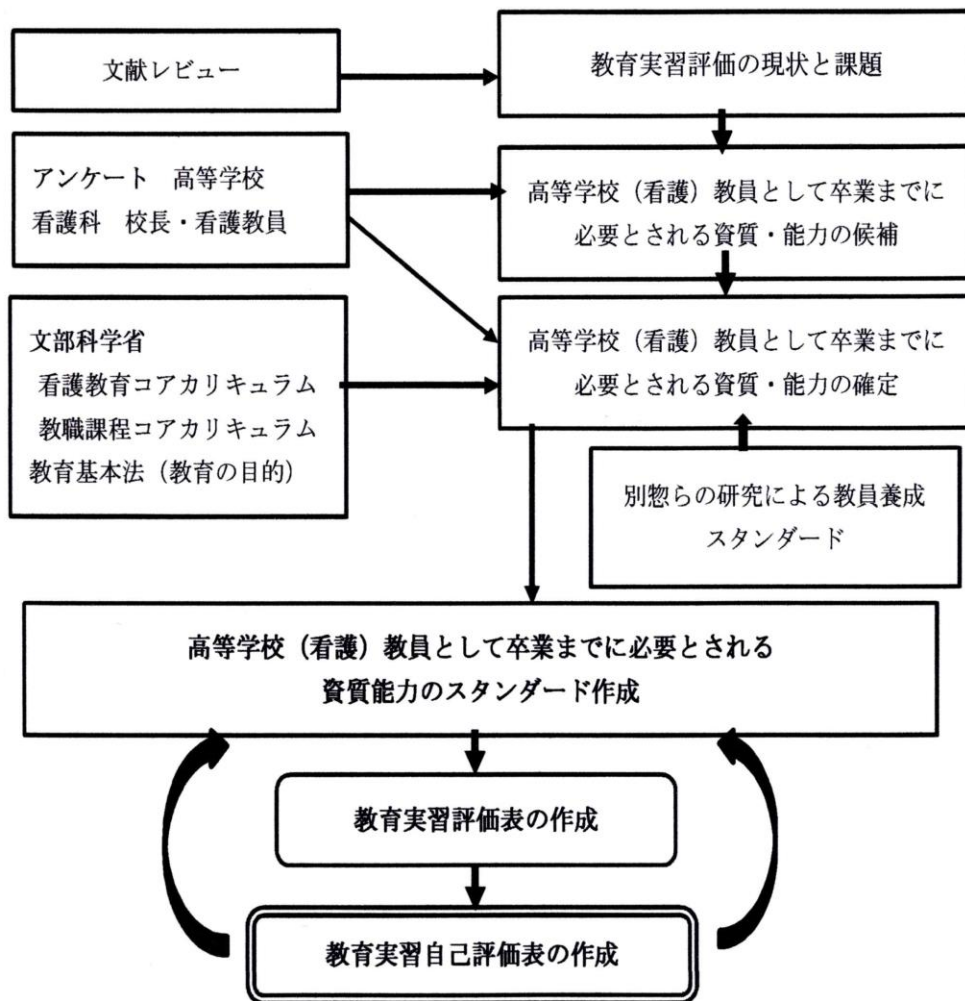 文献レビュー
教育実習評価の現状と課題
アンケート　高等学校
看護科　校長・看護教員
高等学校（看護）教員として卒業までに
必要とされる資質・能力の候補
文部科学省
看護教育コアカリキュラム
教職課程コアカリキュラム
教育基本法（教育の目的）
高等学校（看護）教員として卒業までに
必要とされる資質・能力の確定
別惣らの研究による教員養成
スタンダード
高等学校（看護）教員として卒業までに必要とされる
資質能力のスタンダード作成
教育実習評価表の作成
教育実習自己評価表の作成